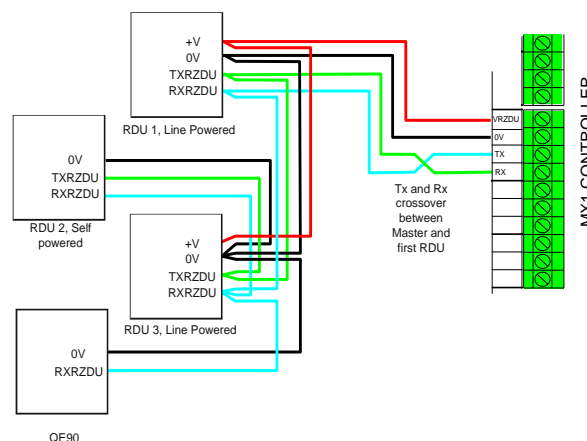 +V
0V
TXRZDU
RXRZDU
RDU 1, Line Powered
0V
TXRZDU
RXRZDU
RDU 2, Self
powered
+V
0V
TXRZDU
RXRZDU
RDU 3, Line Powered
0V
RXRZDU
QE90
Tx and Rx
crossover
between
Master and
first RDU
VRZDU
0V
TX
RX
MX1 CONTROLLER